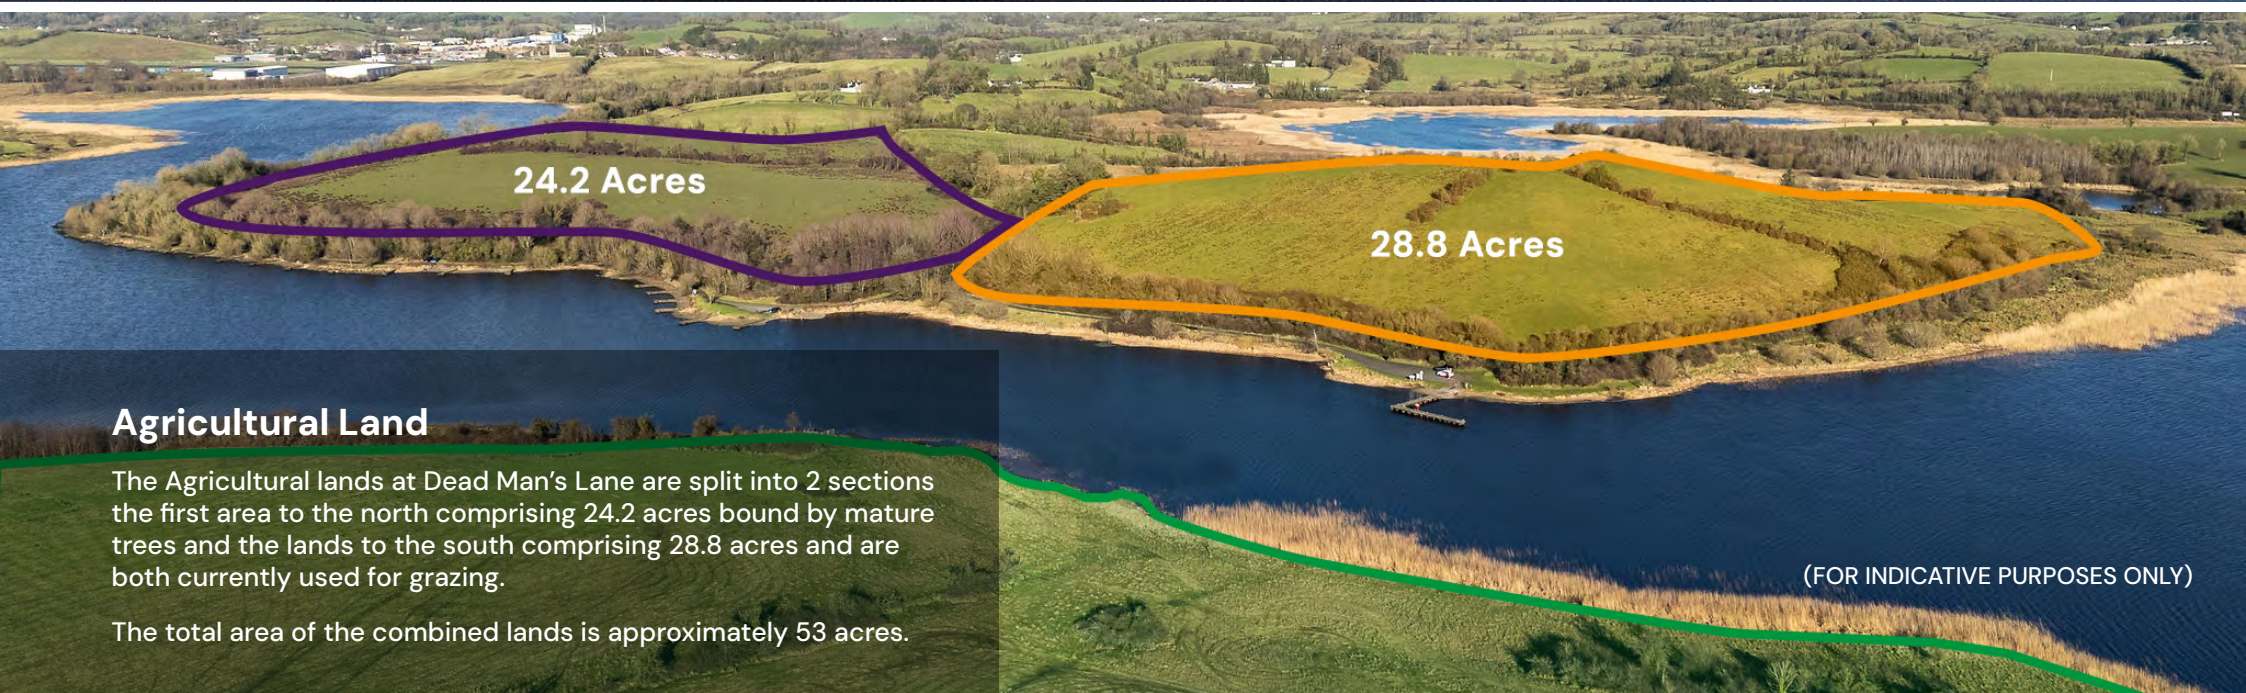 24.2 Acres
28.8 Acres
Agricultural Land
The Agricultural lands at Dead Man’s Lane are split into 2 sections
the first area to the north comprising 24.2 acres bound by mature
trees and the lands to the south comprising 28.8 acres and are
both currently used for grazing.
The total area of the combined lands is approximately 53 acres.
(FOR INDICATIVE PURPOSES ONLY)